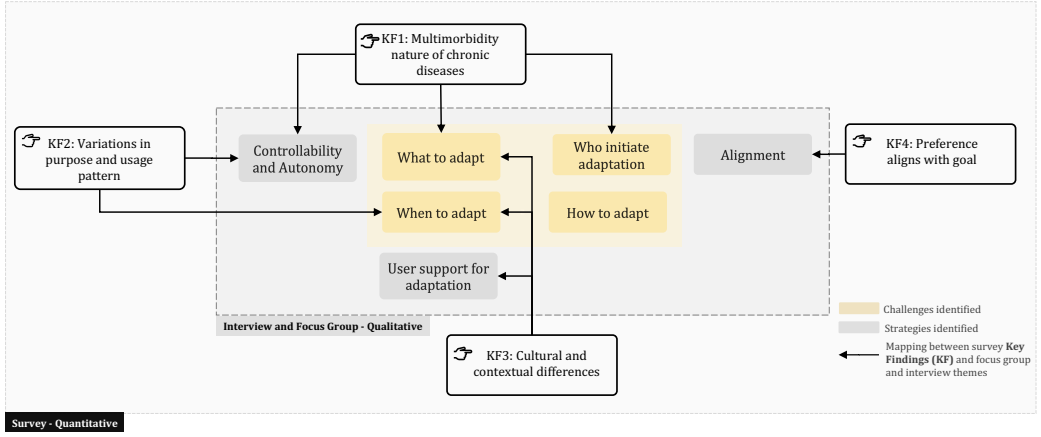 KF1: Multimorbidity
nature of chronic
diseases
KF2: Variations in
purpose and usage
pattern
Controllability
and Autonomy
What to adapt
Who initiate
adaptation
Alignment
KF4: Preference
aligns with goal
When to adapt
How to adapt
User support for
adaptation
Interview and Focus Group - Qualitative
KF3: Cultural and
contextual differences
Challenges identified
Strategies identified
Mapping between survey Key
Findings (KF) and focus group
and interview themes
Survey - Quantitative